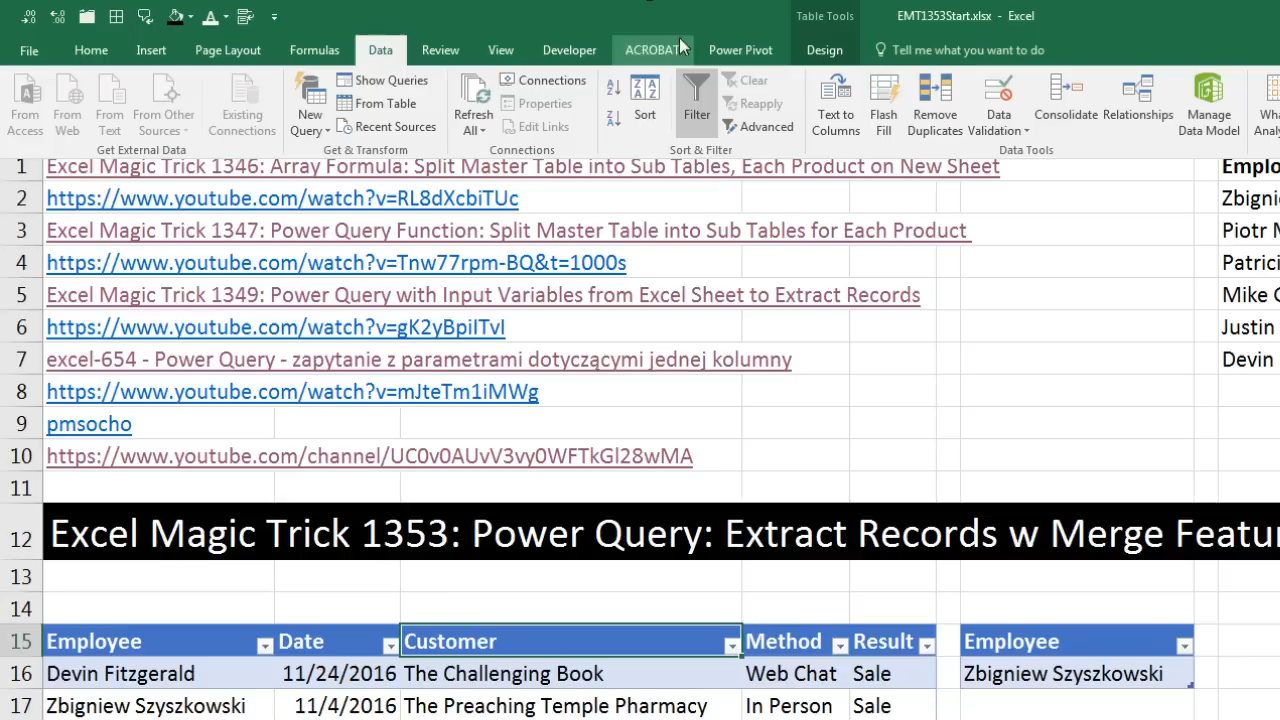 EMT1353Start.xlsx - Excel
Table Tools
File Home Insert Page Layout Formulas Data Review View Developer ACROBAT Power Pivot Design Tell me what you want to do
From Access
From Web
From Text
From Other Sources
Existing Connections
Get External Data
New Query
Show Queries
From Table
Recent Sources
Get & Transform
Refresh All
Connections
Properties
Edit Links
Connections
Sort
Filter
Clear
Reapply
Advanced
Sort & Filter
Text to Columns
Flash Fill
Remove Duplicates
Data Validation
Consolidate
Relationships
Manage Data Model
Data Tools
1 Excel Magic Trick 1346: Array Formula: Split Master Table into Sub Tables, Each Product on New Sheet
2 https://www.youtube.com/watch?v=RL8dXcbiTUc
3 Excel Magic Trick 1347: Power Query Function: Split Master Table into Sub Tables for Each Product
4 https://www.youtube.com/watch?v=Tnw77rpm-BQ&t=1000s
5 Excel Magic Trick 1349: Power Query with Input Variables from Excel Sheet to Extract Records
6 https://www.youtube.com/watch?v=gK2yBpiITvI Justin
7 excel-654 - Power Query - zapytanie z parametrami dotyczącymi jednej kolumny Devin
8 https://www.youtube.com/watch?v=mJteTm1iMWg
9 pmsocho
10 https://www.youtube.com/channel/UC0v0AUvV3vy0WFTkGl28wMA
11
12 Excel Magic Trick 1353: Power Query: Extract Records w Merge
13
14
15 Employee Date Customer Method Result Employee
16 Devin Fitzgerald 11/24/2016 The Challenging Book Web Chat Sale Zbigniew Szyszkowski
17 Zbigniew Szyszkowski 11/4/2016 The Preaching Temple Pharmacy In Person Sale